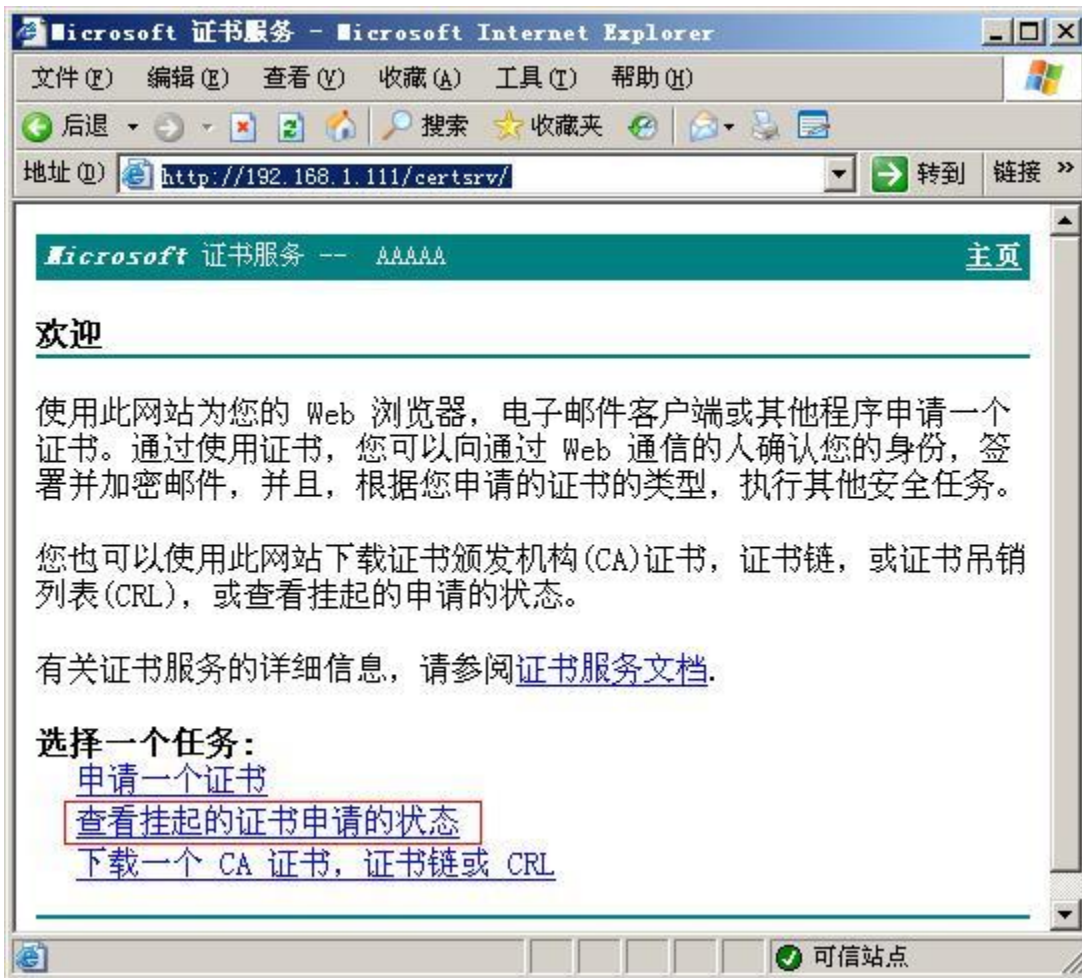 Microsoft 证书服务 - Microsoft Internet Explorer
文件(F) 编辑(E) 查看(V) 收藏(A) 工具(T) 帮助(H)
后退 搜索 收藏夹
地址(D) http://192.168.1.111/certsrv/ 转到 链接 »
Microsoft 证书服务 -- AAAAA 主页
欢迎
使用此网站为您的 Web 浏览器，电子邮件客户端或其他程序申请一个
证书。通过使用证书，您可以向通过 Web 通信的人确认您的身份，签
署并加密邮件，并且，根据您申请的证书的类型，执行其他安全任务。
您也可以使用此网站下载证书颁发机构(CA)证书，证书链，或证书吊销
列表(CRL)，或查看挂起的申请的状态。
有关证书服务的详细信息，请参阅证书服务文档.
选择一个任务:
申请一个证书
查看挂起的证书申请的状态
下载一个 CA 证书，证书链或 CRL
可信站点